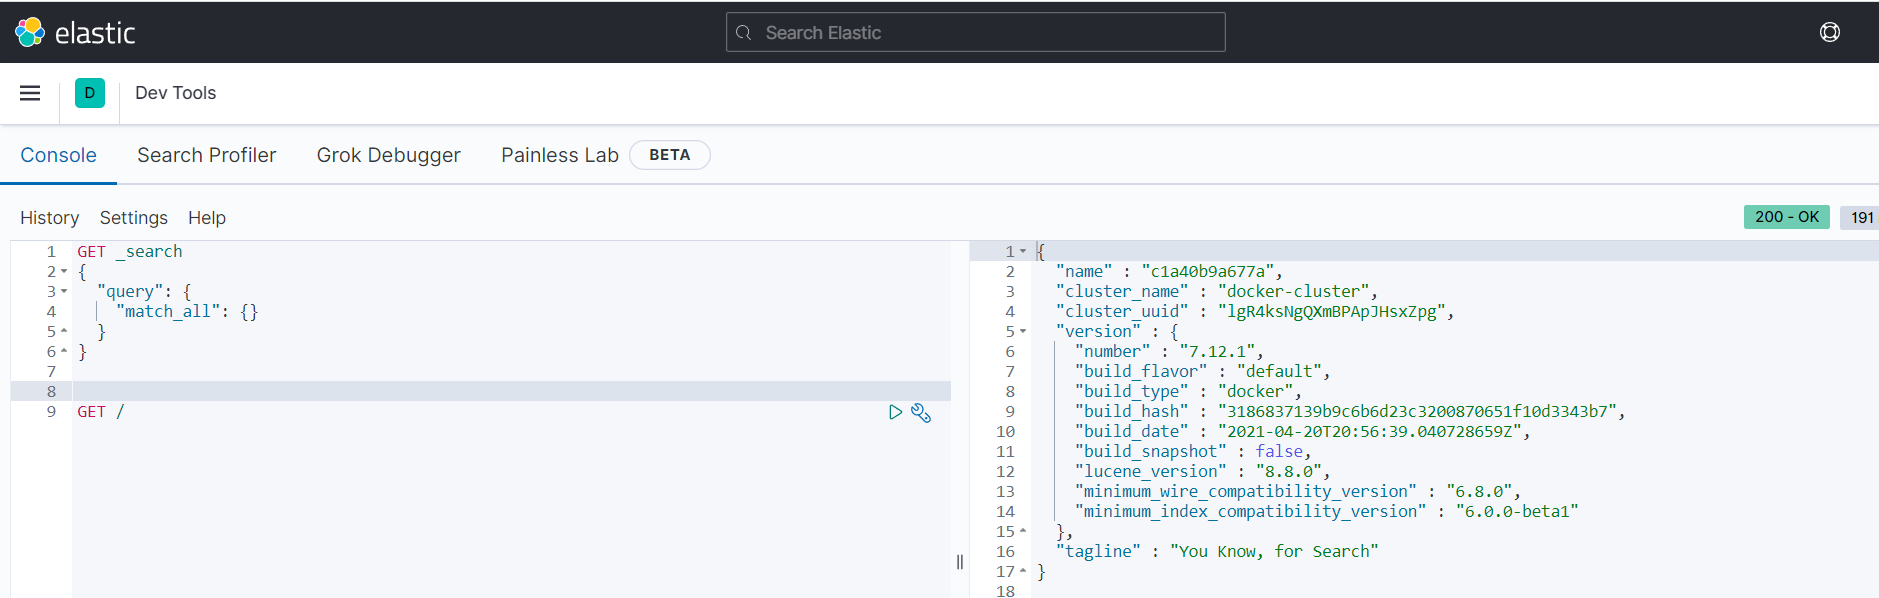 elastic
Search Elastic
D
Dev Tools
Console Search Profiler Grok Debugger Painless Lab BETA
History Settings Help
200 - OK 191
1 GET _search
2 {
3 "query": {
4 "match_all": {}
5 }
6 }
7
8
9 GET /
1 {
2 "name" : "c1a40b9a677a",
3 "cluster_name" : "docker-cluster",
4 "cluster_uuid" : "lgR4ksNgQXmBPApJHsxZpg",
5 "version" : {
6 "number" : "7.12.1",
7 "build_flavor" : "default",
8 "build_type" : "docker",
9 "build_hash" : "3186837139b9c6b6d23c3200870651f10d3343b7",
10 "build_date" : "2021-04-20T20:56:39.040728659Z",
11 "build_snapshot" : false,
12 "lucene_version" : "8.8.0",
13 "minimum_wire_compatibility_version" : "6.8.0",
14 "minimum_index_compatibility_version" : "6.0.0-beta1"
15 },
16 "tagline" : "You Know, for Search"
17 }
18